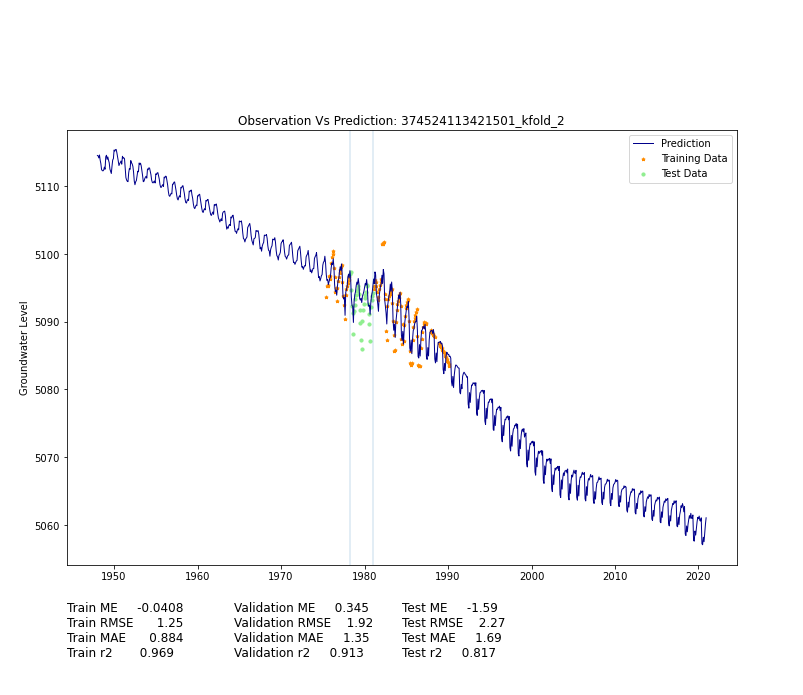 Observation Vs Prediction: 374524113421501_kfold_2
Prediction
Training Data
Test Data
Groundwater Level
5110
5100
5090
5080
5070
5060
1950 1960 1970 1980 1990 2000 2010 2020
Train ME -0.0408 Validation ME 0.345 Test ME -1.59
Train RMSE 1.25 Validation RMSE 1.92 Test RMSE 2.27
Train MAE 0.884 Validation MAE 1.35 Test MAE 1.69
Train r2 0.969 Validation r2 0.913 Test r2 0.817